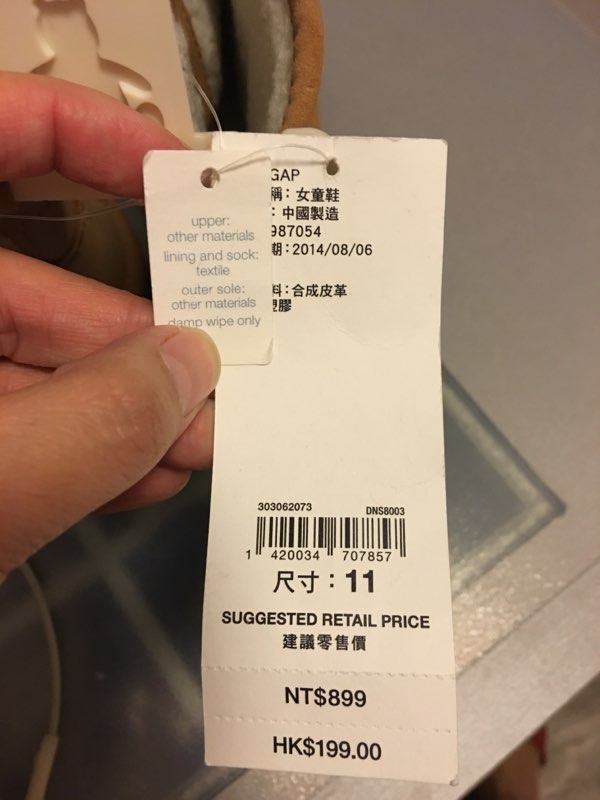 upper:
other materials
lining and sock:
textile
outer sole:
other materials
damp wipe only
GAP
稱：女童鞋
：中國製造
987054
期：2014/08/06
料：合成皮革
膠
303062073 DNS8003
1 420034 707857
尺寸：11
SUGGESTED RETAIL PRICE
建議零售價
NT$899
HK$199.00